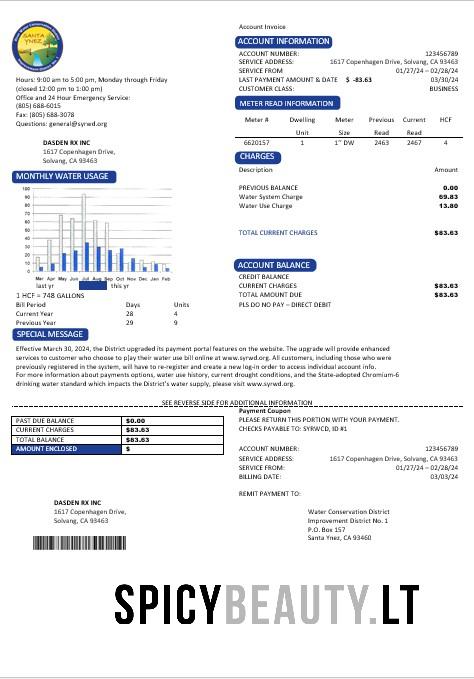 SANTA YNEZ
Hours: 9:00 am to 5:00 pm, Monday through Friday
(closed 12:00 pm to 1:00 pm)
Office and 24 Hour Emergency Service:
(805) 688-6015
Fax: (805) 688-3078
Questions: general@syrwd.org
DASDEN RX INC
1617 Copenhagen Drive,
Solvang, CA 93463
MONTHLY WATER USAGE
100
90
80
70
60
50
40
30
20
10
0
Mar Apr May Jun Jul Aug Sep Oct Nov Dec Jan Feb
last yr this yr
1 HCF = 748 GALLONS
Bill Period Days Units
Current Year 28 4
Previous Year 29 9
Account Invoice
ACCOUNT INFORMATION
ACCOUNT NUMBER: 123456789
SERVICE ADDRESS: 1617 Copenhagen Drive, Solvang, CA 93463
SERVICE FROM 01/27/24 – 02/28/24
LAST PAYMENT AMOUNT & DATE $ -83.63 03/30/24
CUSTOMER CLASS: BUSINESS
METER READ INFORMATION
Meter # Dwelling Meter Previous Current HCF
Unit Size Read Read
6620157 1 1" DW 2463 2467 4
CHARGES
Description Amount
PREVIOUS BALANCE 0.00
Water System Charge 69.83
Water Use Charge 13.80
TOTAL CURRENT CHARGES $83.63
ACCOUNT BALANCE
CREDIT BALANCE
CURRENT CHARGES $83.63
TOTAL AMOUNT DUE $83.63
PLS DO NO PAY – DIRECT DEBIT
SPECIAL MESSAGE
Effective March 30, 2024, the District upgraded its payment portal features on the website. The upgrade will provide enhanced
services to customer who choose to play their water use bill online at www.syrwd.org. All customers, including those who were
previously registered in the system, will have to re-register and create a new log-in order to access individual account info.
For more information about payments options, water use history, current drought conditions, and the State-adopted Chromium-6
drinking water standard which impacts the District's water supply, please visit www.syrwd.org.
SEE REVERSE SIDE FOR ADDITIONAL INFORMATION
PAST DUE BALANCE $0.00
CURRENT CHARGES $83.63
TOTAL BALANCE $83.63
AMOUNT ENCLOSED $
Payment Coupon
PLEASE RETURN THIS PORTION WITH YOUR PAYMENT.
CHECKS PAYABLE TO: SYRWCD, ID #1
ACCOUNT NUMBER: 123456789
SERVICE ADDRESS: 1617 Copenhagen Drive, Solvang, CA 93463
SERVICE FROM: 01/27/24 – 02/28/24
BILLING DATE: 03/03/24
REMIT PAYMENT TO:
DASDEN RX INC
1617 Copenhagen Drive,
Solvang, CA 93463
Water Conservation District
Improvement District No. 1
P.O. Box 157
Santa Ynez, CA 93460
SPICYBEAUTY.LT